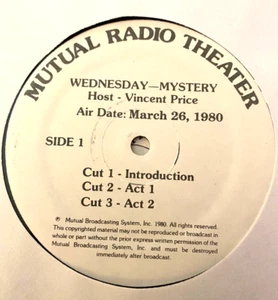 MUTUAL RADIO THEATER
WEDNESDAY—MYSTERY
Host - Vincent Price
Air Date: March 26, 1980
SIDE 1
Cut 1 - Introduction
Cut 2 - Act 1
Cut 3 - Act 2
℗ Mutual Broadcasting System, Inc. 1980. All rights reserved.
This copyrighted material may not be reproduced or broadcast in
whole or part without the prior express written permission of the
Mutual Broadcasting System, Inc. and must be destroyed
immediately after broadcast.